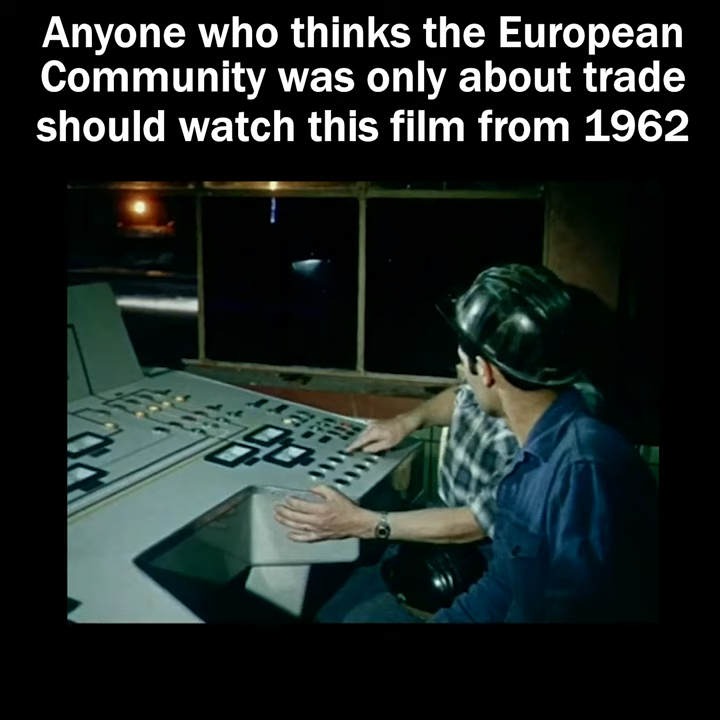 Anyone who thinks the European
Community was only about trade
should watch this film from 1962